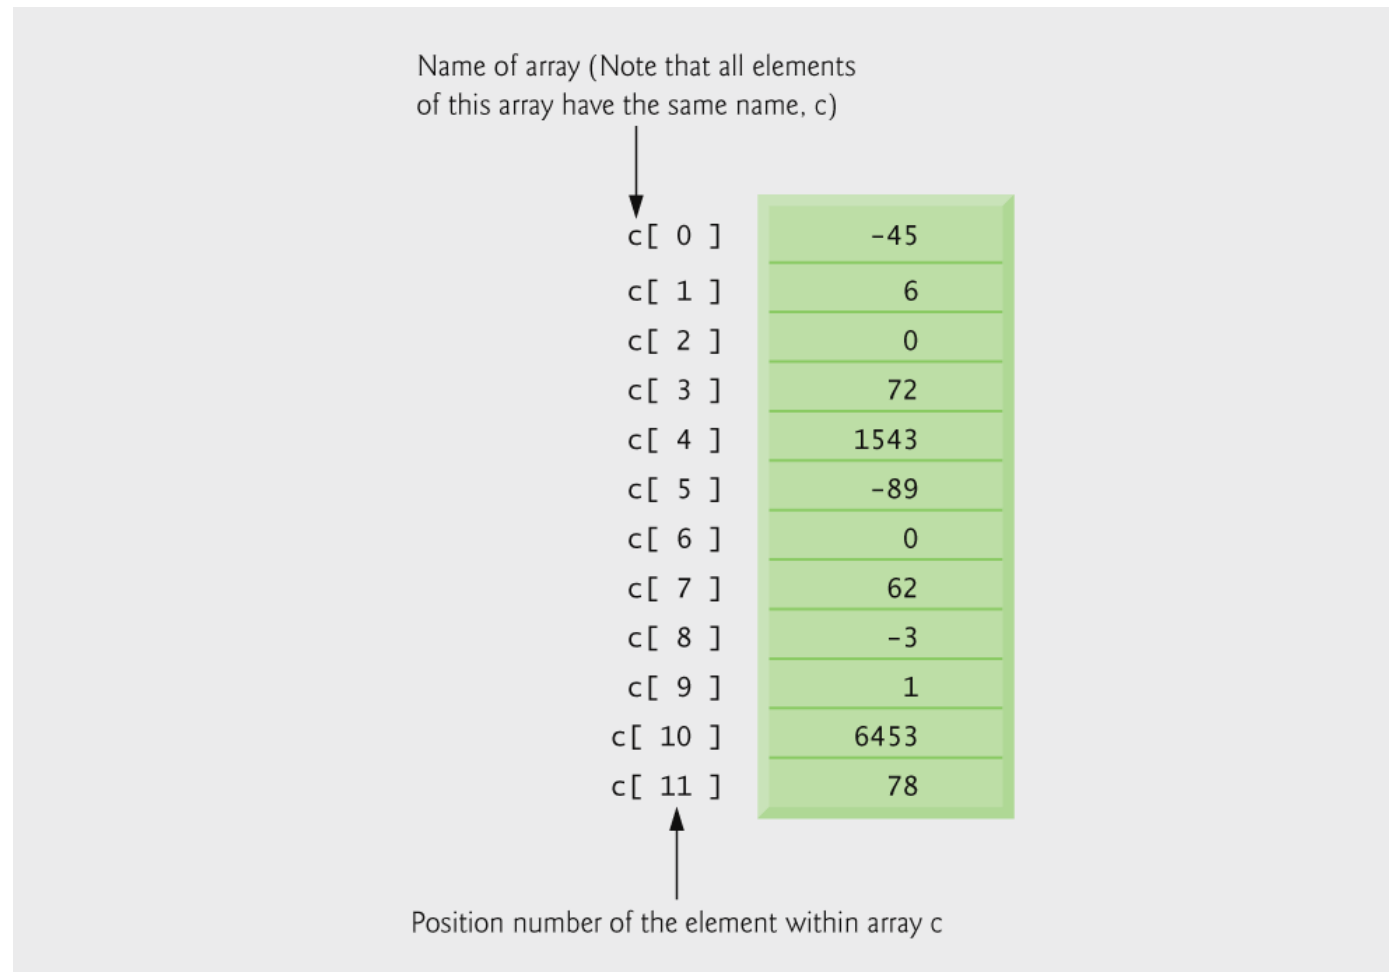 Name of array (Note that all elements
of this array have the same name, c)
c[ 0 ] -45
c[ 1 ] 6
c[ 2 ] 0
c[ 3 ] 72
c[ 4 ] 1543
c[ 5 ] -89
c[ 6 ] 0
c[ 7 ] 62
c[ 8 ] -3
c[ 9 ] 1
c[ 10 ] 6453
c[ 11 ] 78
Position number of the element within array c